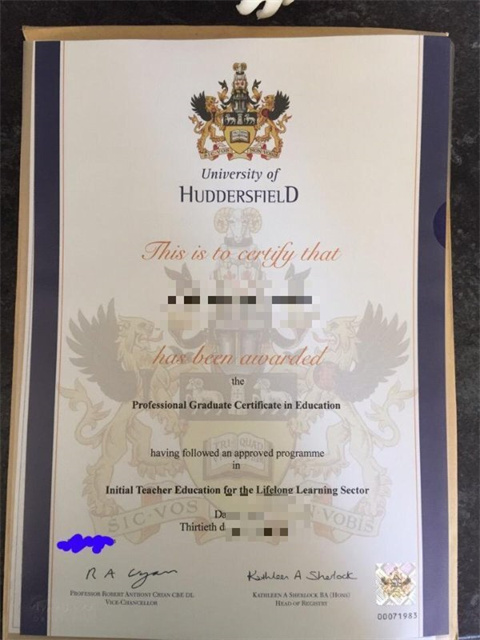 University of
HUDDERSFIELD
This is to certify that
has been awarded
the
Professional Graduate Certificate in Education
having followed an approved programme
in
Initial Teacher Education for the Lifelong Learning Sector
Thirtieth
SIC·VOS NON VOBIS
R A Cryan
Kathleen A Sherlock
PROFESSOR ROBERT ANTHONY CRYAN CBE DL
VICE-CHANCELLOR
KATHLEEN A SHERLOCK BA (HONS)
HEAD OF REGISTRY
00071983